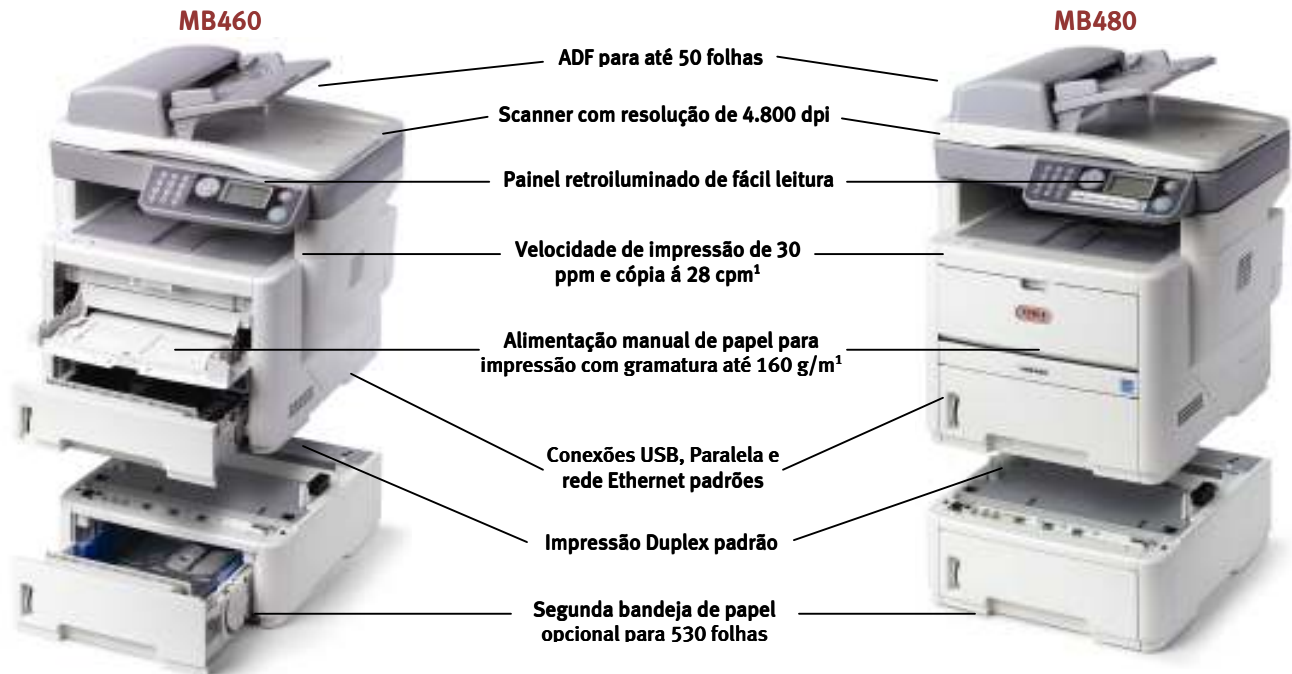 MB460
MB480
ADF para até 50 folhas
Scanner com resolução de 4.800 dpi
Painel retroiluminado de fácil leitura
Velocidade de impressão de 30
ppm e cópia á 28 cpm¹
Alimentação manual de papel para
impressão com gramatura até 160 g/m¹
Conexões USB, Paralela e
rede Ethernet padrões
Impressão Duplex padrão
Segunda bandeja de papel
opcional para 530 folhas